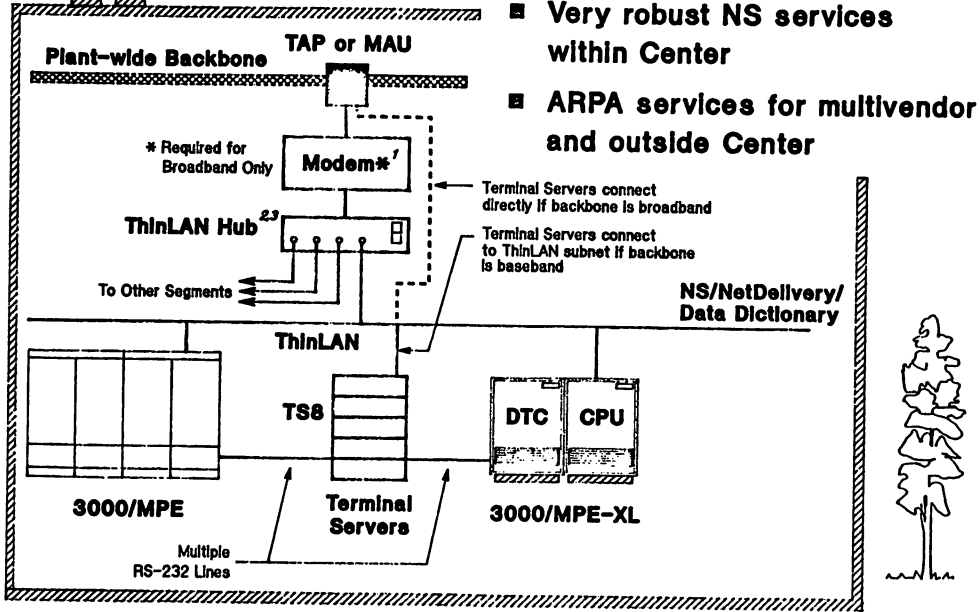 ■ Very robust NS services
within Center
■ ARPA services for multivendor
and outside Center
TAP or MAU
Plant-wide Backbone
* Required for
Broadband Only
Modem*1
ThinLAN Hub2,3
Terminal Servers connect
directly if backbone is broadband
Terminal Servers connect
to ThinLAN subnet if backbone
is baseband
To Other Segments
NS/NetDelivery/
Data Dictionary
ThinLAN
TS8
DTC
CPU
3000/MPE
Terminal
Servers
3000/MPE-XL
Multiple
RS-232 Lines